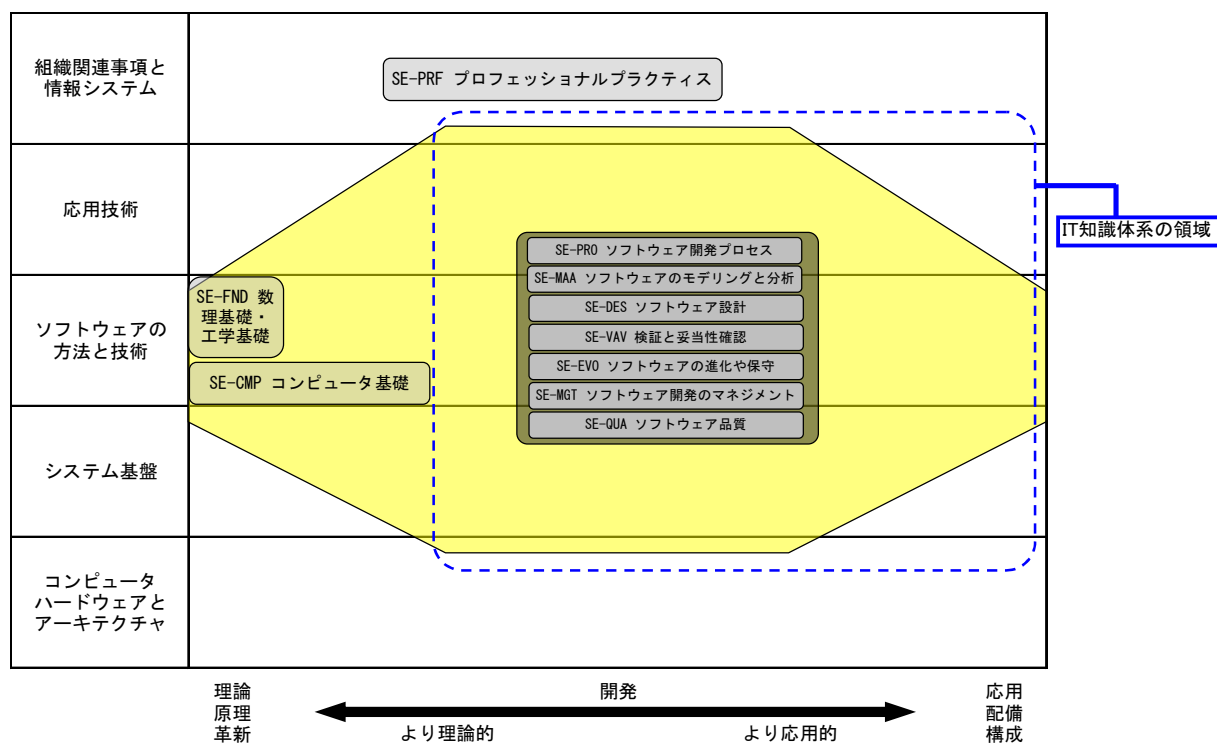 組織関連事項と
情報システム
SE-PRF プロフェッショナルプラクティス
応用技術
IT知識体系の領域
SE-PRO ソフトウェア開発プロセス
SE-MAA ソフトウェアのモデリングと分析
SE-DES ソフトウェア設計
SE-VAV 検証と妥当性確認
SE-EVO ソフトウェアの進化や保守
SE-MGT ソフトウェア開発のマネジメント
SE-QUA ソフトウェア品質
ソフトウェアの
方法と技術
SE-FND 数
理基礎・
工学基礎
SE-CMP コンピュータ基礎
システム基盤
コンピュータ
ハードウェアと
アーキテクチャ
理論
原理
革新
開発
より理論的
より応用的
応用
配備
構成